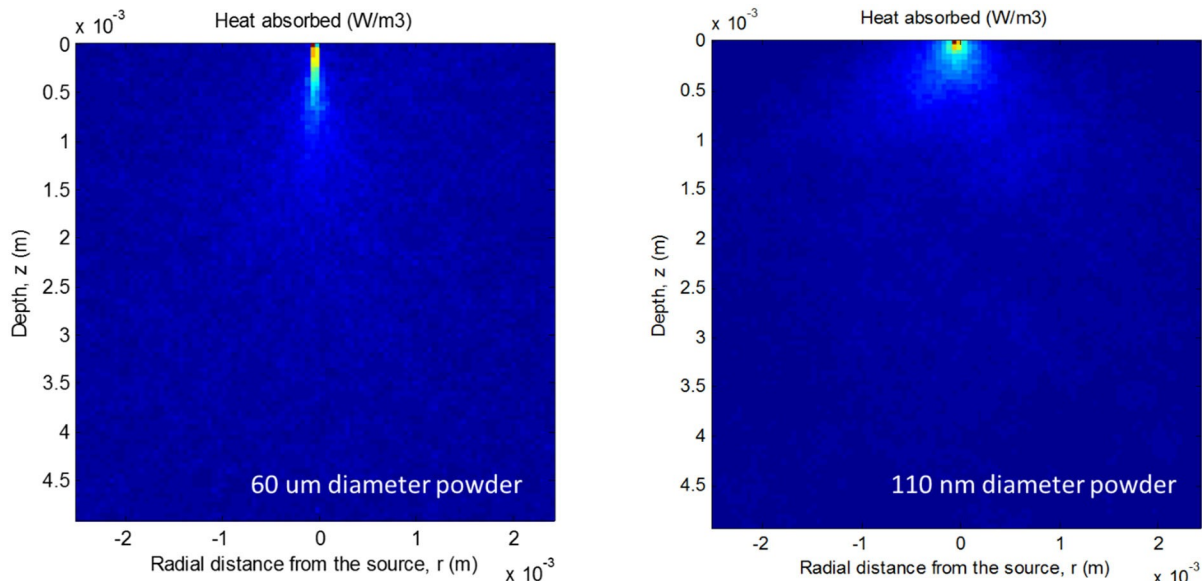 x 10-3
Heat absorbed (W/m3)
0
0.5
1
1.5
2
2.5
3
3.5
4
4.5
Depth, z (m)
60 um diameter powder
-2
-1
0
1
2
Radial distance from the source, r (m)
x 10-3
x 10-3
Heat absorbed (W/m3)
0
0.5
1
1.5
2
2.5
3
3.5
4
4.5
Depth, z (m)
110 nm diameter powder
-2
-1
0
1
2
Radial distance from the source, r (m)
x 10-3